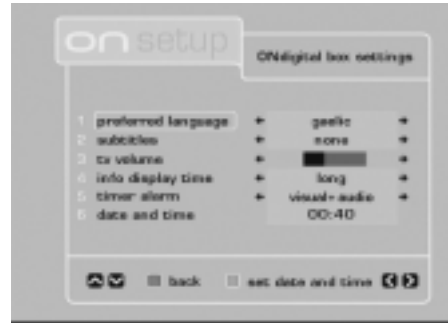 on setup
ONdigital box settings
1 preferred language gaelic
2 subtitles none
3 tv volume
4 info display time long
5 timer alarm visual+audio
6 date and time 00:40
back set date and time